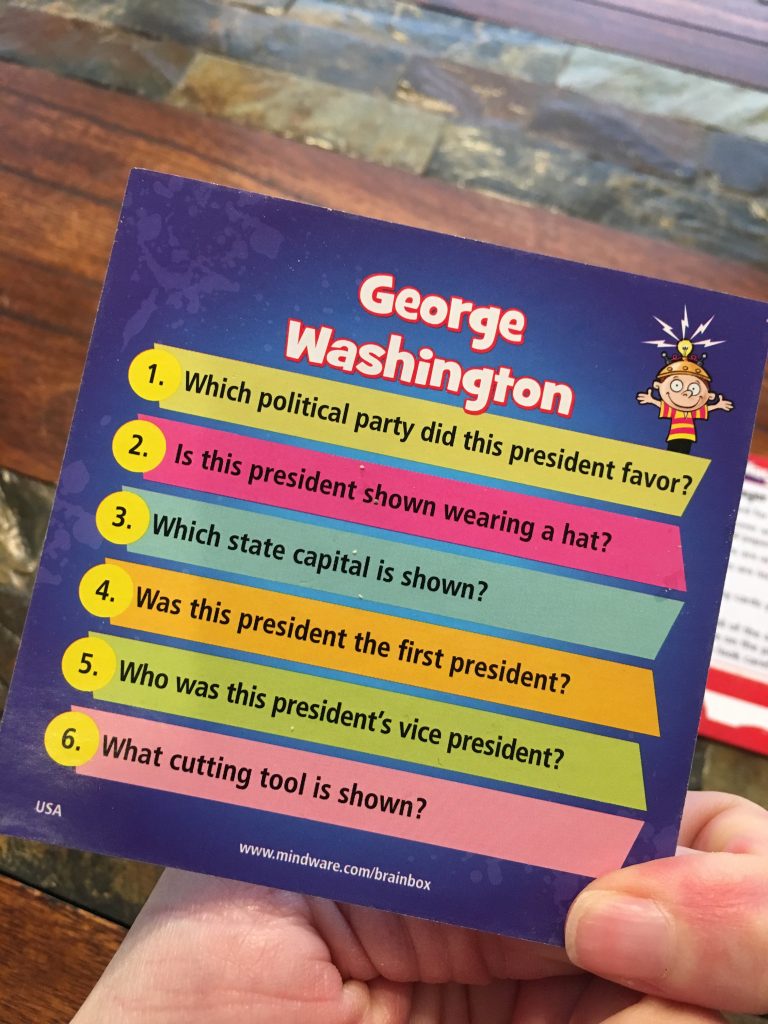 George
Washington
1. Which political party did this president favor?
2. Is this president shown wearing a hat?
3. Which state capital is shown?
4. Was this president the first president?
5. Who was this president's vice president?
6. What cutting tool is shown?
USA
www.mindware.com/brainbox